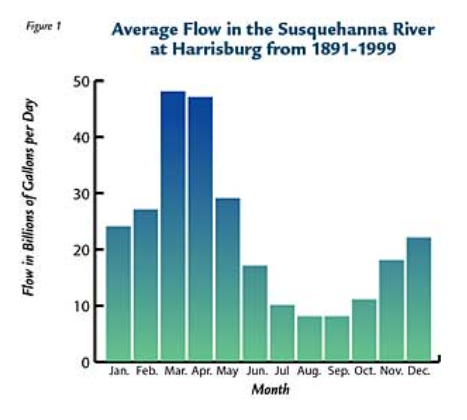 Figure 1
Average Flow in the Susquehanna River
at Harrisburg from 1891-1999
Flow in Billions of Gallons per Day
50
40
30
20
10
0
Jan. Feb. Mar. Apr. May Jun. Jul Aug. Sep. Oct. Nov. Dec.
Month